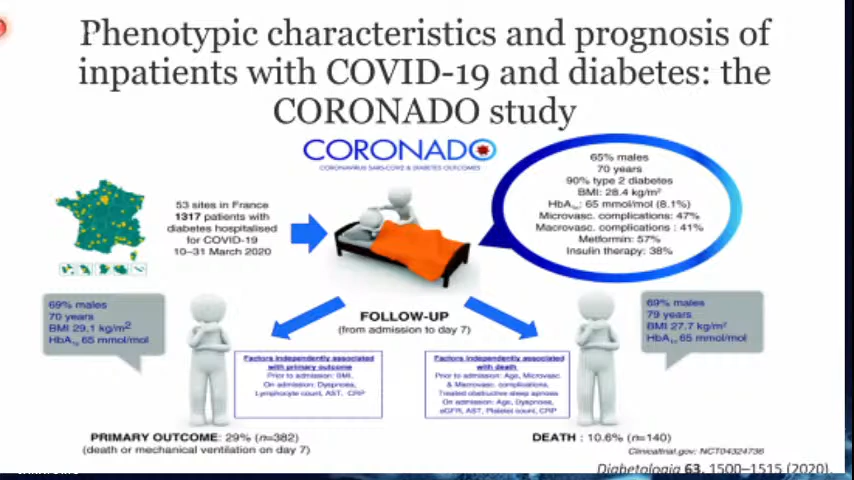 Phenotypic characteristics and prognosis of
inpatients with COVID-19 and diabetes: the
CORONADO study
CORONADO
CORONAVIRUS SARS-COV-2 & DIABETES OUTCOMES
53 sites in France
1317 patients with
diabetes hospitalised
for COVID-19
10–31 March 2020
65% males
70 years
90% type 2 diabetes
BMI: 28.4 kg/m²
HbA₁c: 65 mmol/mol (8.1%)
Microvasc. complications: 47%
Macrovasc. complications : 41%
Metformin: 57%
Insulin therapy: 38%
69% males
70 years
BMI 29.1 kg/m²
HbA₁c 65 mmol/mol
FOLLOW-UP
(from admission to day 7)
69% males
79 years
BMI 27.7 kg/m²
HbA₁c 65 mmol/mol
Factors independently associated
with primary outcome
Prior to admission: BMI,
On admission: Dyspnoea,
Lymphocyte count, AST, CRP
Factors independently associated
with death
Prior to admission: Age, Microvasc.
& Macrovasc. complications,
Treated obstructive sleep apnoea
On admission: Age, Dyspnoea,
eGFR, AST, Platelet count, CRP
PRIMARY OUTCOME: 29% (n=382)
(death or mechanical ventilation on day 7)
DEATH : 10.6% (n=140)
Clinicaltrial.gov: NCT04324736
Diabetologia 63, 1500–1515 (2020).